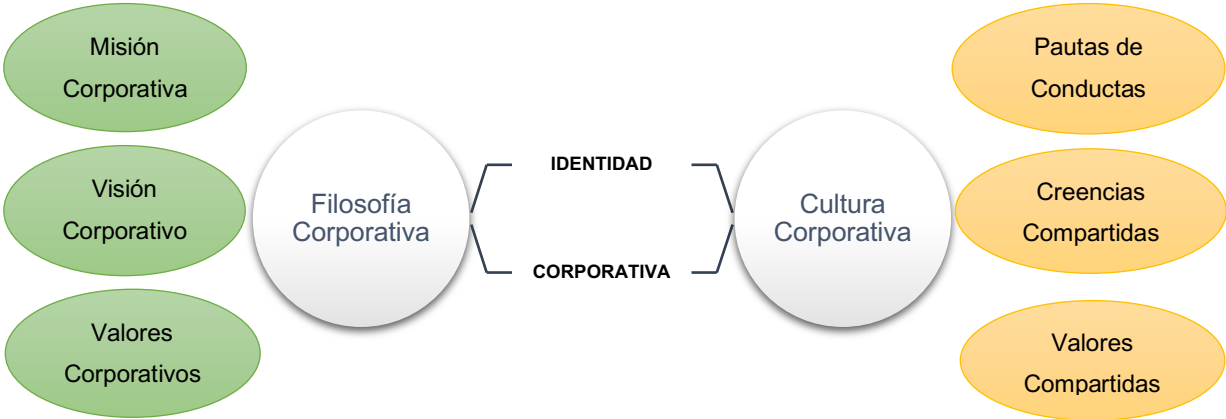 Misión
Corporativa
Visión
Corporativo
Valores
Corporativos
Filosofía
Corporativa
IDENTIDAD
CORPORATIVA
Cultura
Corporativa
Pautas de
Conductas
Creencias
Compartidas
Valores
Compartidas